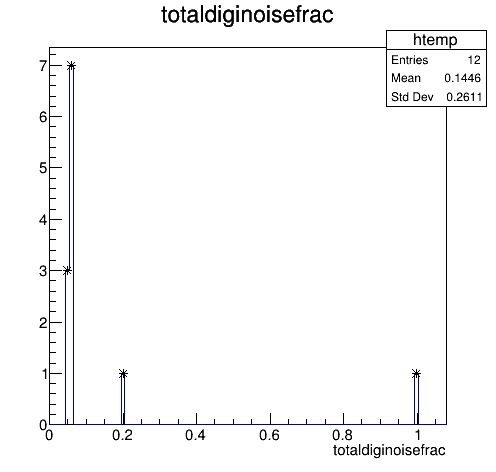 totaldiginoisefrac
htemp
Entries 12
Mean 0.1446
Std Dev 0.2611
7
6
5
4
3
2
1
0
0 0.2 0.4 0.6 0.8 1
totaldiginoisefrac